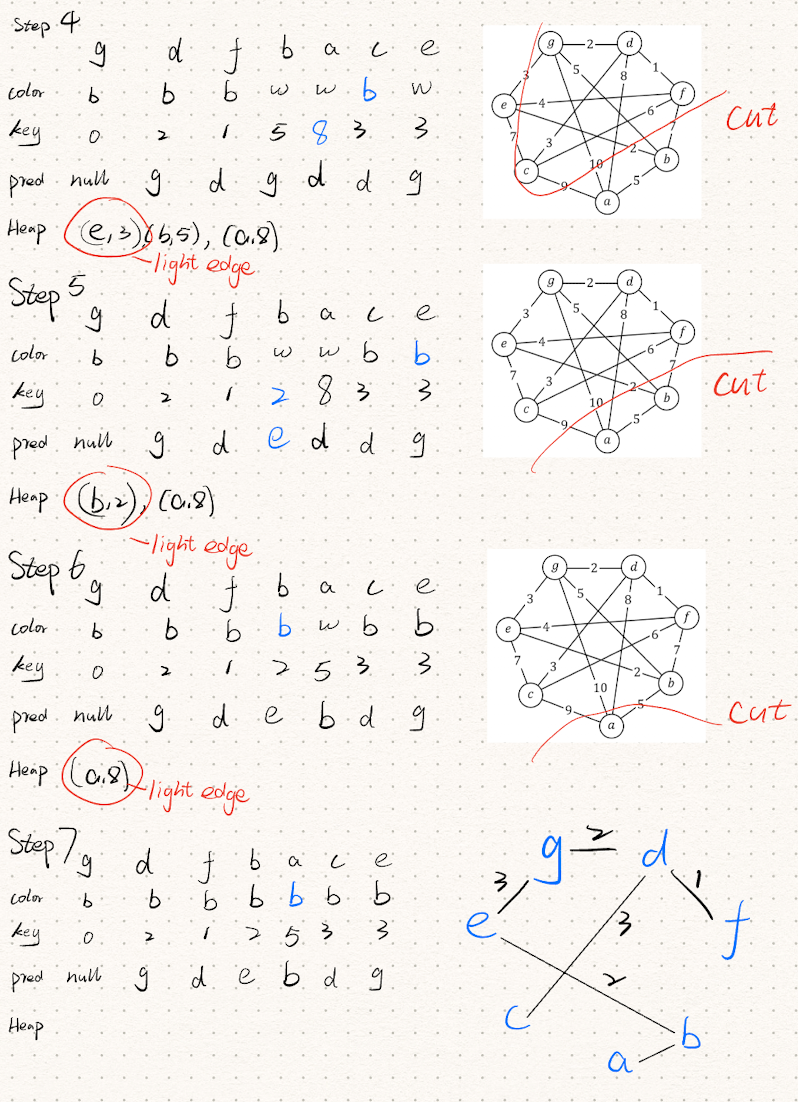 Step 4
g d f b a c e
color b b b w w b w
key 0 2 1 5 8 3 3
pred null g d g d d g
Heap (e,3),(b,5), (a,8)
light edge
g 2 d
3 5 8 1
e 4 f
6
7 3 2 7
c 10 b
9 5
a
cut
Step 5
g d f b a c e
color b b b w w b b
key 0 2 1 2 8 3 3
pred null g d e d d g
Heap (b,2), (a,8)
light edge
g 2 d
3 5 8 1
e 4 f
6
7 3 2 7
c 10 b
9 5
a
cut
Step 6
g d f b a c e
color b b b b w b b
key 0 2 1 2 5 3 3
pred null g d e b d g
Heap (a,8)
light edge
g 2 d
3 5 8 1
e 4 f
6
7 3 2 7
c 10 b
9 5
a
cut
Step 7
g d f b a c e
color b b b b b b b
key 0 2 1 2 5 3 3
pred null g d e b d g
Heap
g 2 d
3 1
e 3 f
2
c b
a